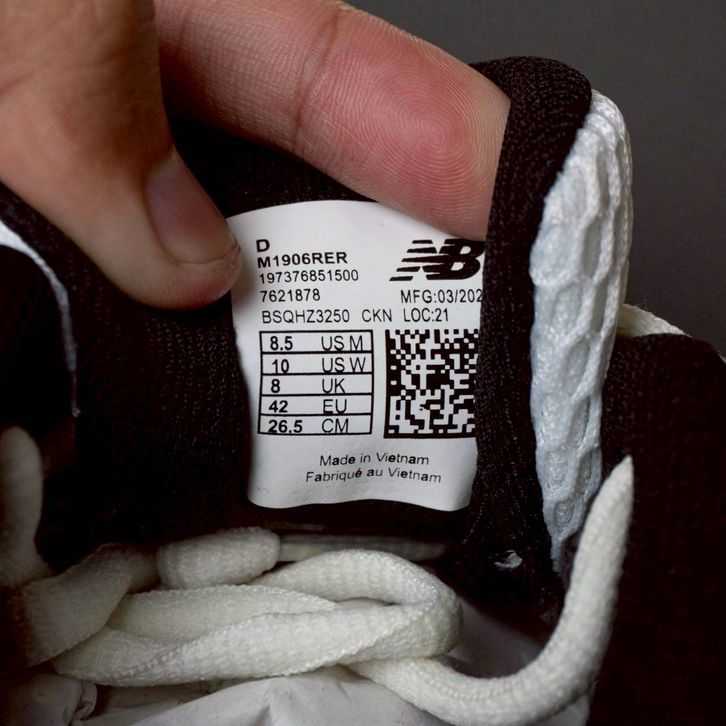 D
M1906RER
197376851500
7621878
NB
MFG:03/202
BSQHZ3250 CKN LOC:21
8.5 US M
10 US W
8 UK
42 EU
26.5 CM
Made in Vietnam
Fabriqué au Vietnam